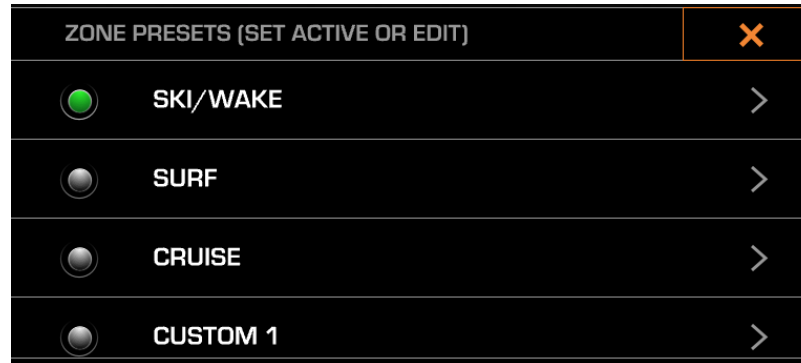 ZONE PRESETS (SET ACTIVE OR EDIT)
SKI/WAKE
SURF
CRUISE
CUSTOM 1